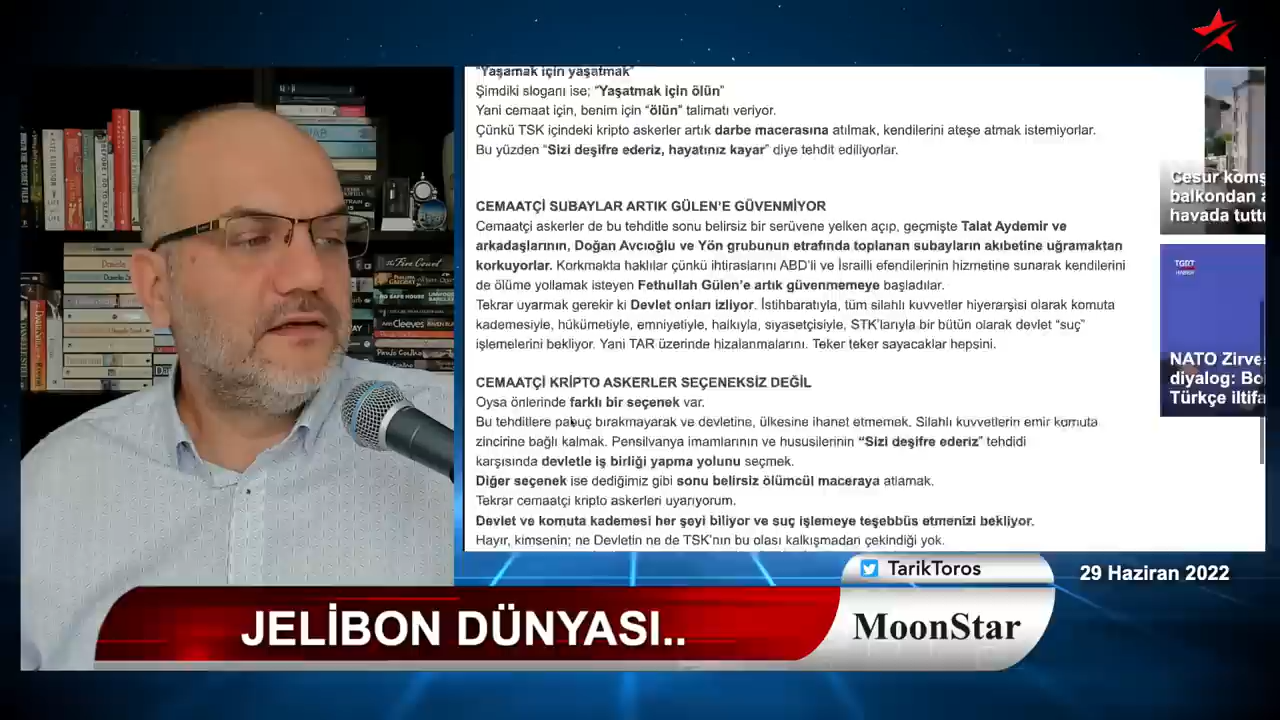 "Yaşamak için yaşatmak"
Şimdiki sloganı ise; "Yaşatmak için ölün"
Yani cemaat için, benim için "ölün" talimatı veriyor.
Çünkü TSK içindeki kripto askerler artık darbe macerasına atılmak, kendilerini ateşe atmak istemiyorlar.
Bu yüzden "Sizi deşifre ederiz, hayatınız kayar" diye tehdit ediliyorlar.
CEMAATÇİ SUBAYLAR ARTIK GÜLEN'E GÜVENMİYOR
Cemaatçi askerler de bu tehditle sonu belirsiz bir serüvene yelken açıp, geçmişte Talat Aydemir ve
arkadaşlarının, Doğan Avcıoğlu ve Yön grubunun etrafında toplanan subayların akıbetine uğramaktan
korkuyorlar. Korkmakta haklılar çünkü ihtiraslarını ABD'li ve İsrailli efendilerinin hizmetine sunarak kendilerini
de ölüme yollamak isteyen Fethullah Gülen'e artık güvenmemeye başladılar.
Tekrar uyarmak gerekir ki Devlet onları izliyor. İstihbaratıyla, tüm silahlı kuvvetler hiyerarşisi olarak komuta
kademesiyle, hükümetiyle, emniyetiyle, halkıyla, siyasetçisiyle, STK'larıyla bir bütün olarak devlet "suç"
işlemelerini bekliyor. Yani TAR üzerinde hizalanmalarını. Teker teker sayacaklar hepsini.
CEMAATÇİ KRİPTO ASKERLER SEÇENEKSİZ DEĞİL
Oysa önlerinde farklı bir seçenek var.
Bu tehditlere pabuç bırakmayarak ve devletine, ülkesine ihanet etmemek. Silahlı kuvvetlerin emir komuta
zincirine bağlı kalmak. Pensilvanya imamlarının ve hususilerinin "Sizi deşifre ederiz" tehdidi
karşısında devletle iş birliği yapma yolunu seçmek.
Diğer seçenek ise dediğimiz gibi sonu belirsiz ölümcül maceraya atlamak.
Tekrar cemaatçi kripto askerleri uyarıyorum.
Devlet ve komuta kademesi her şeyi biliyor ve suç işlemeye teşebbüs etmenizi bekliyor.
Hayır, kimsenin; ne Devletin ne de TSK'nın bu olası kalkışmadan çekindiği yok.
Cesur komş
balkondan a
havada tuttu
TGRT
HABER
NATO Zirves
diyalog: Bo
Türkçe iltifa
TarikToros
29 Haziran 2022
JELİBON DÜNYASI..
MoonStar
The Fine Court
SAFE HOUSE
Ann Cleeves
Paulo Coelho